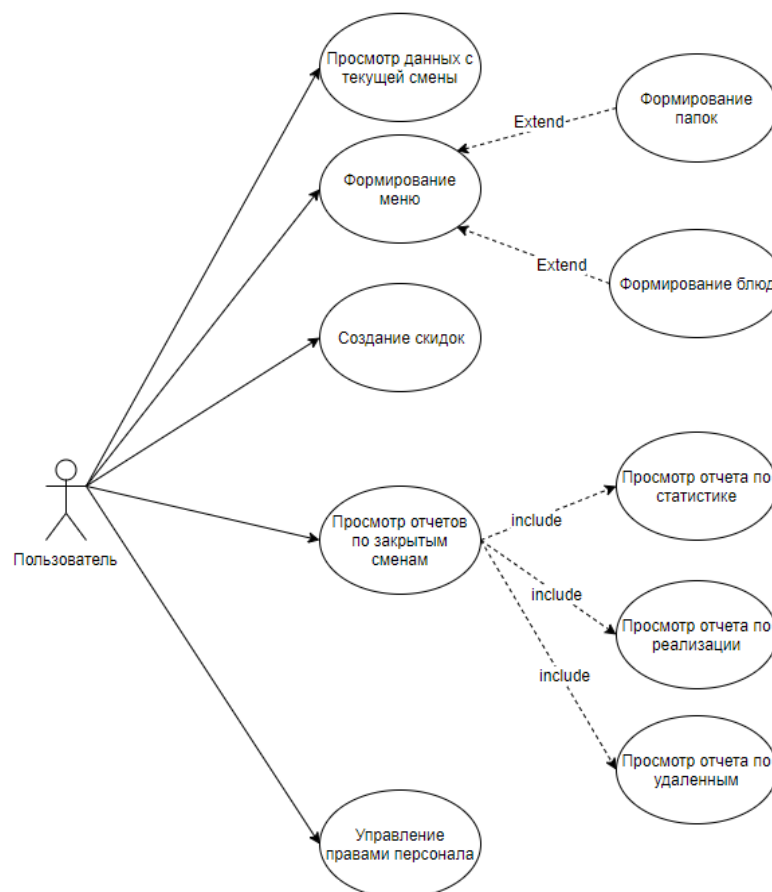 Просмотр данных с
текущей смены
Формирование
папок
Extend
Формирование
меню
Extend
Формирование блюд
Создание скидок
Просмотр отчета по
статистике
include
Просмотр отчетов
по закрытым
сменам
Пользователь
include
Просмотр отчета по
реализации
include
Просмотр отчета по
удаленным
Управление
правами персонала